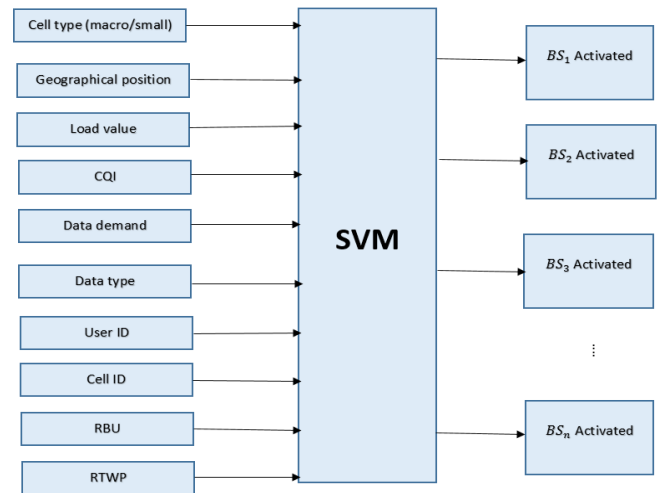 Cell type (macro/small)
Geographical position
Load value
CQI
Data demand
Data type
User ID
Cell ID
RBU
RTWP
SVM
BS₁ Activated
BS₂ Activated
BS₃ Activated
⋮
BSₙ Activated